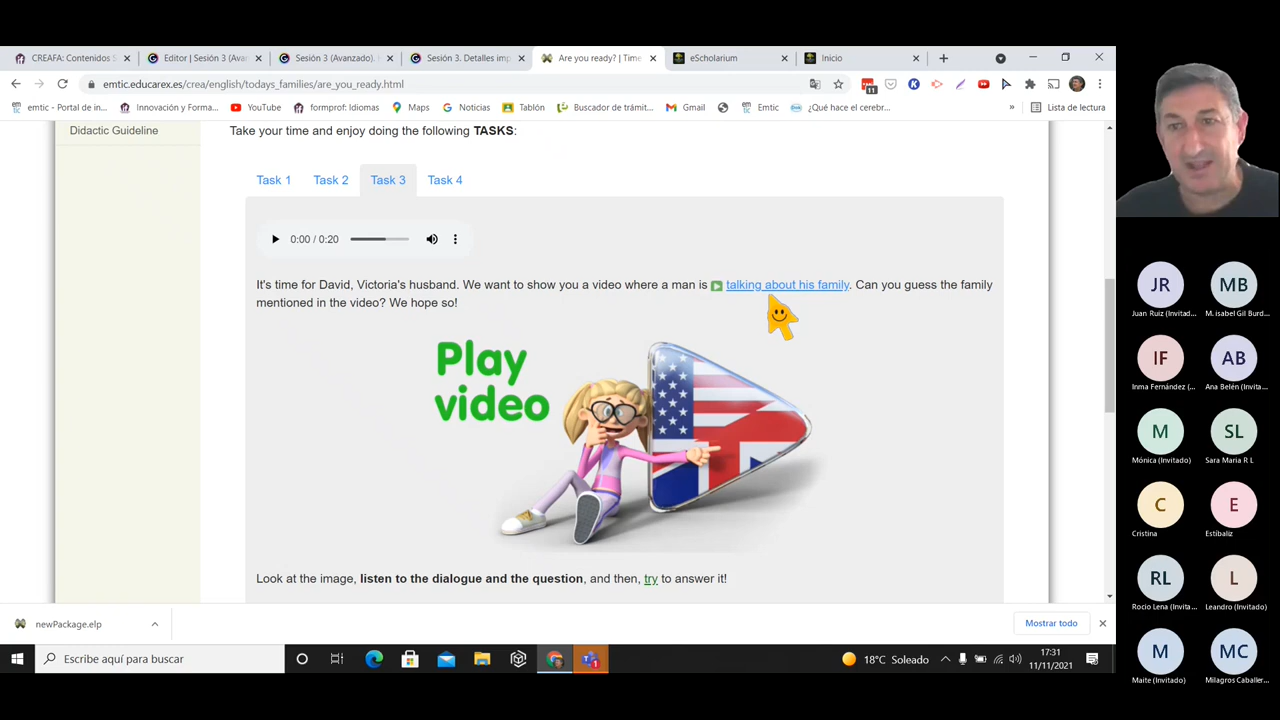 CREAFA: Contenidos S
Editor | Sesión 3 (Avan
Sesión 3 (Avanzado).
Sesión 3. Detalles imp
Are you ready? | Time
eScholarium
Inicio
emtic.educarex.es/crea/english/todays_families/are_you_ready.html
11
emtic - Portal de in...
Innovación y Forma...
YouTube
formprof: Idiomas
Maps
Noticias
Tablón
Buscador de trámit...
Gmail
Emtic
¿Qué hace el cerebr...
»
Lista de lectura
Didactic Guideline
Take your time and enjoy doing the following TASKS:
Task 1
Task 2
Task 3
Task 4
0:00 / 0:20
It's time for David, Victoria's husband. We want to show you a video where a man is talking about his family. Can you guess the family
mentioned in the video? We hope so!
Play
video
Look at the image, listen to the dialogue and the question, and then, try to answer it!
newPackage.elp
Mostrar todo
Escribe aquí para buscar
18°C Soleado
17:31
11/11/2021
JR
Juan Ruiz (Invitad...
MB
M. isabel Gil Burd...
IF
Inma Fernández (...
AB
Ana Belén (Invita...
M
Mónica (Invitado)
SL
Sara Maria R L
C
Cristina
E
Estíbaliz
RL
Rocio Lena (Invita...
L
Leandro (Invitado)
M
Maite (Invitado)
MC
Milagros Caballer...